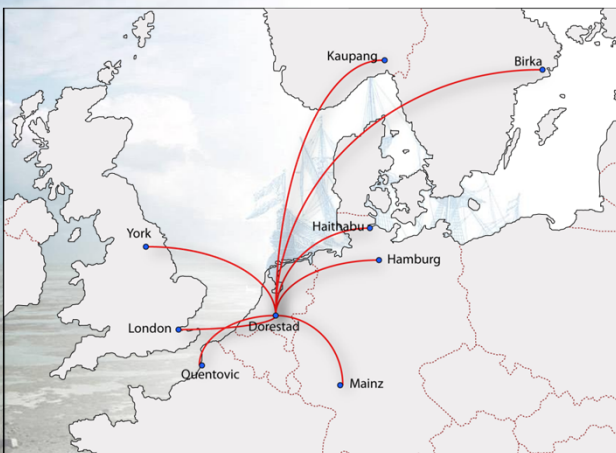 Kaupang
Birka
York
Haithabu
Hamburg
London
Dorestad
Quentovic
Mainz